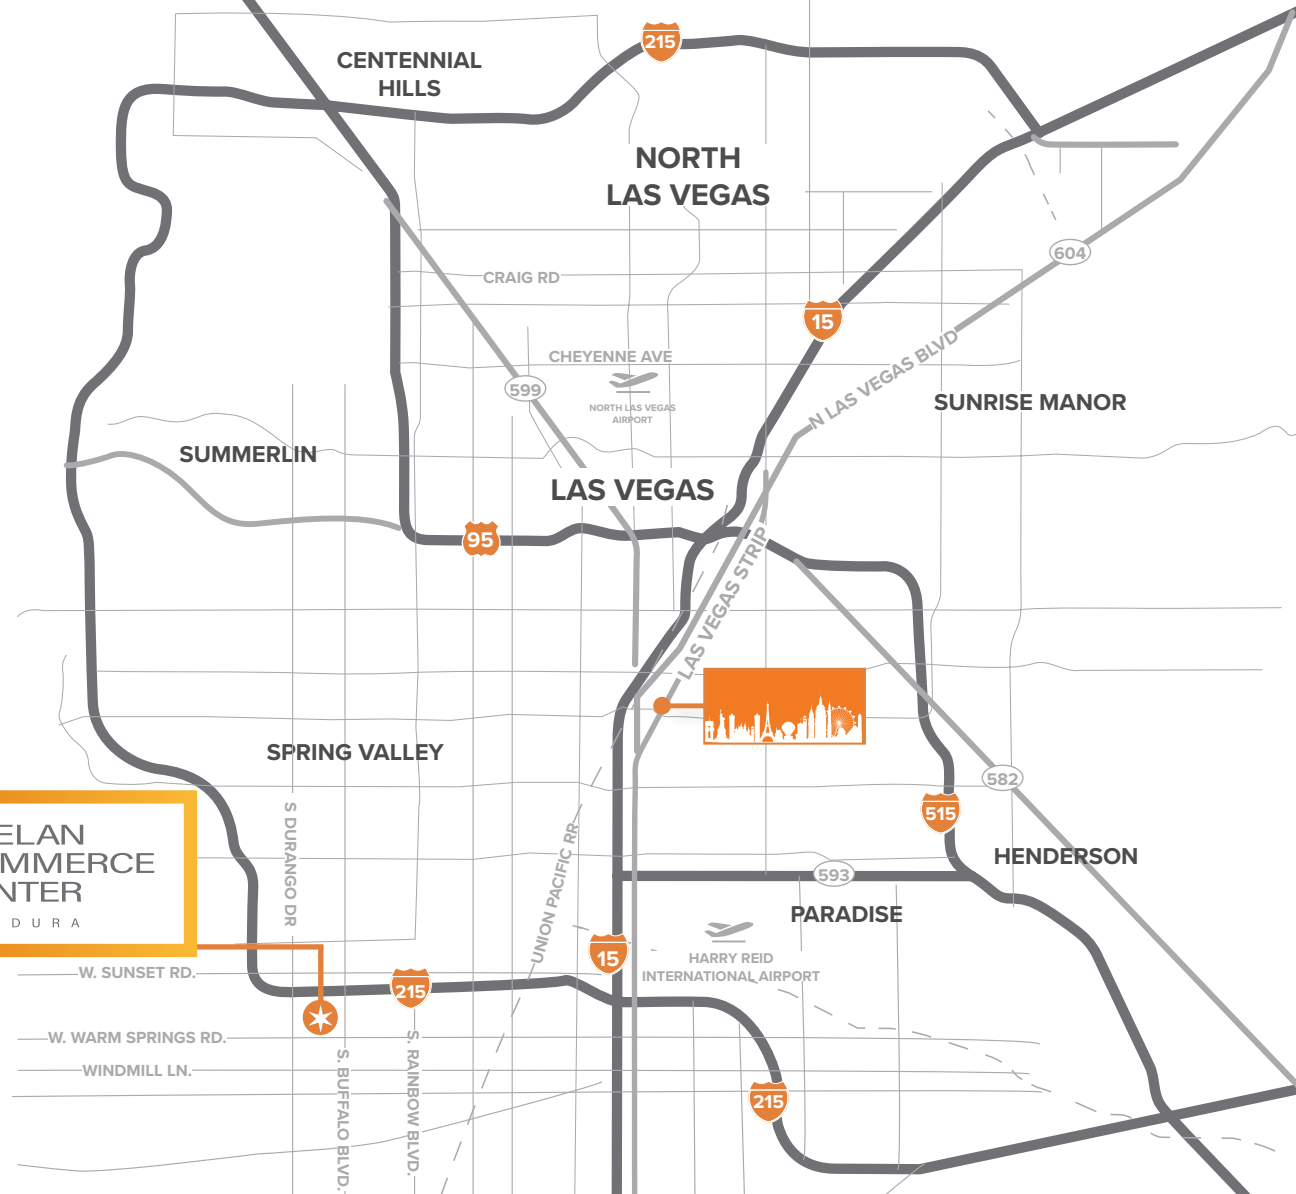 215
CENTENNIAL
HILLS
NORTH
LAS VEGAS
604
CRAIG RD
15
N LAS VEGAS BLVD
CHEYENNE AVE
599
NORTH LAS VEGAS
AIRPORT
SUNRISE MANOR
SUMMERLIN
LAS VEGAS
95
LAS VEGAS STRIP
SPRING VALLEY
582
515
S DURANGO DR
UNION PACIFIC RR
ELAN
MMERCE
NTER
DURA
HENDERSON
593
PARADISE
15
HARRY REID
INTERNATIONAL AIRPORT
W. SUNSET RD.
215
W. WARM SPRINGS RD.
WINDMILL LN.
S. BUFFALO BLVD.
S. RAINBOW BLVD.
215